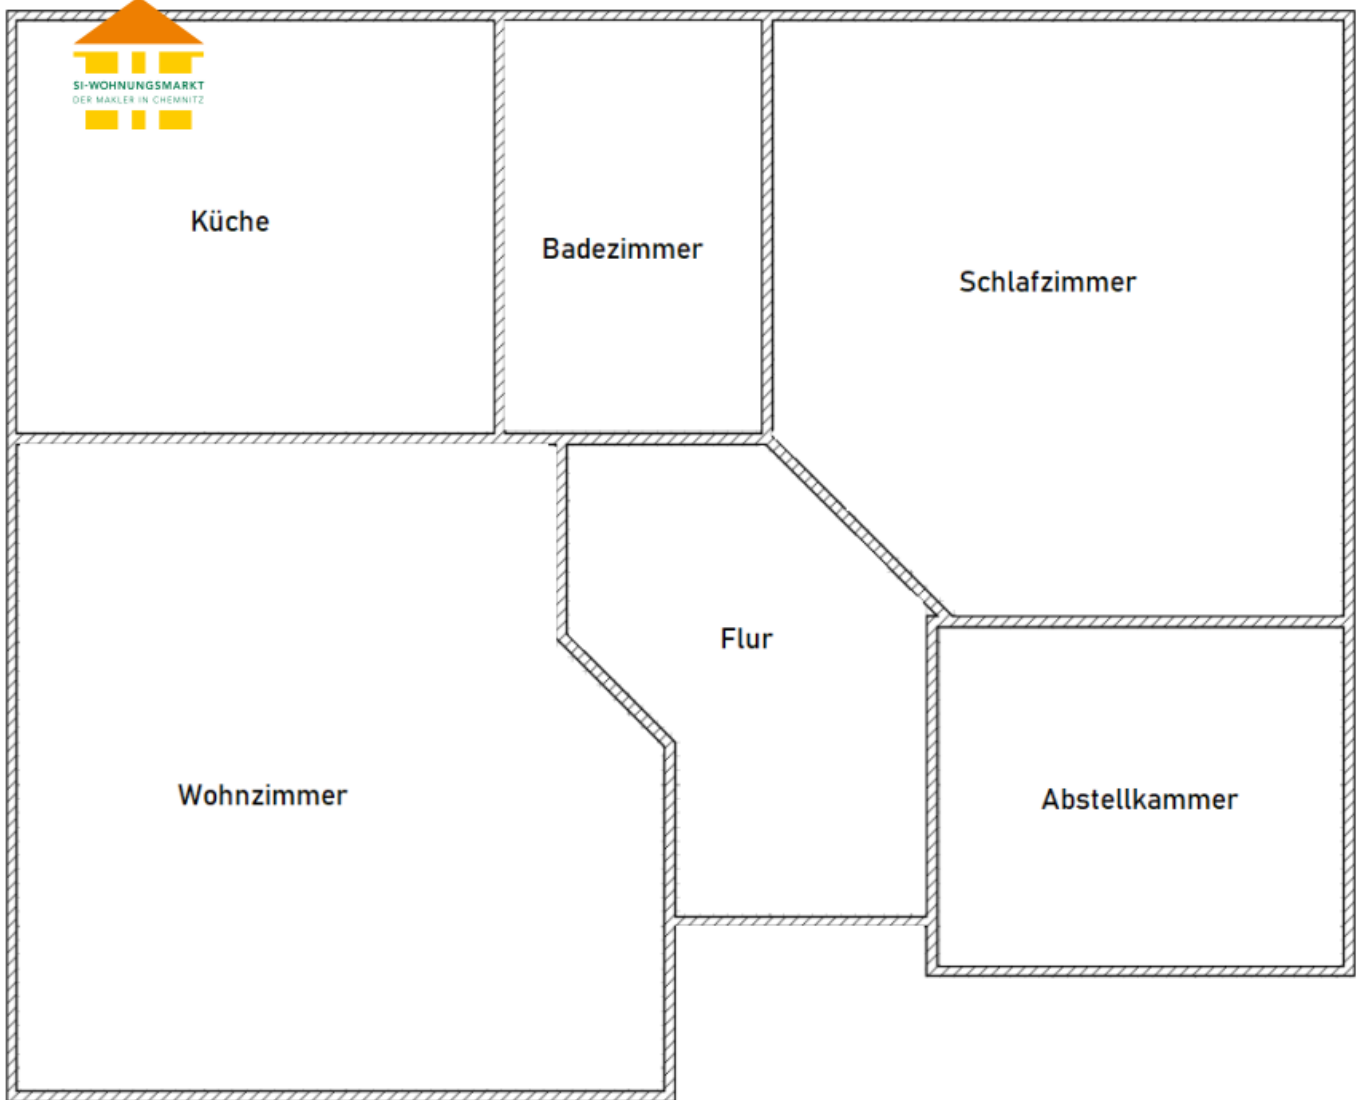 SI-WOHNUNGSMARKT
DER MAKLER IN CHEMNITZ
Küche
Badezimmer
Schlafzimmer
Flur
Wohnzimmer
Abstellkammer